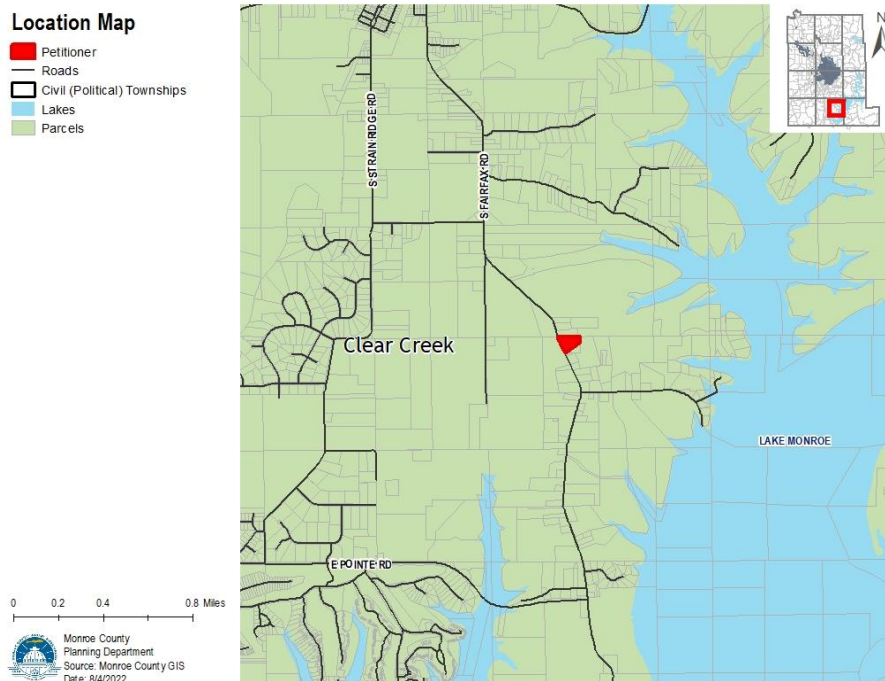 Location Map
Petitioner
Roads
Civil (Political) Townships
Lakes
Parcels
N
S STRAIN RIDGE RD
S FAIRFAX RD
Clear Creek
LAKE MONROE
E POINTE RD
0 0.2 0.4 0.8 Miles
Monroe County
Planning Department
Source: Monroe County GIS
Date: 8/4/2022